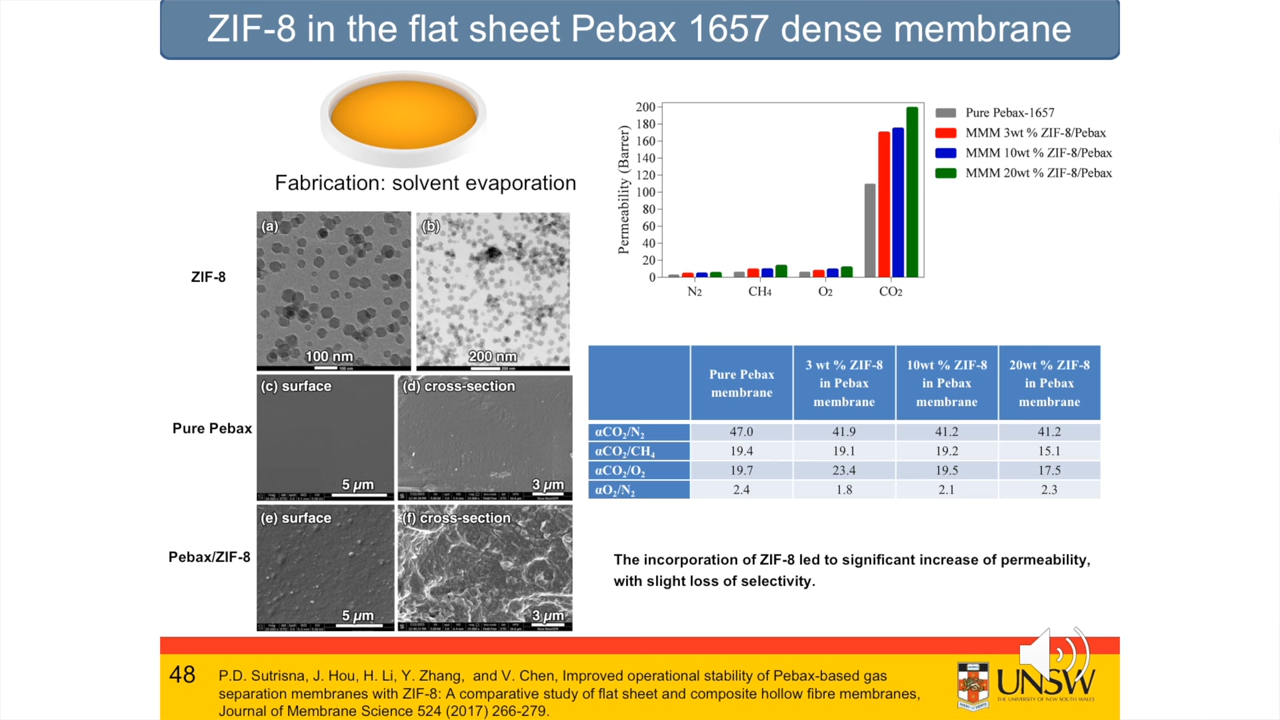 ZIF-8 in the flat sheet Pebax 1657 dense membrane
Fabrication: solvent evaporation
ZIF-8
(a)
100 nm
(b)
200 nm
Pure Pebax
(c) surface
5 µm
(d) cross-section
3 µm
Pebax/ZIF-8
(e) surface
5 µm
(f) cross-section
3 µm
Permeability (Barrer)
200
180
160
140
120
100
80
60
40
20
0
N2 CH4 O2 CO2
Pure Pebax-1657
MMM 3wt % ZIF-8/Pebax
MMM 10wt % ZIF-8/Pebax
MMM 20wt % ZIF-8/Pebax
Pure Pebax membrane 3 wt % ZIF-8 in Pebax membrane 10wt % ZIF-8 in Pebax membrane 20wt % ZIF-8 in Pebax membrane
αCO₂/N₂ 47.0 41.9 41.2 41.2
αCO₂/CH₄ 19.4 19.1 19.2 15.1
αCO₂/O₂ 19.7 23.4 19.5 17.5
αO₂/N₂ 2.4 1.8 2.1 2.3
The incorporation of ZIF-8 led to significant increase of permeability,
with slight loss of selectivity.
48
P.D. Sutrisna, J. Hou, H. Li, Y. Zhang, and V. Chen, Improved operational stability of Pebax-based gas
separation membranes with ZIF-8: A comparative study of flat sheet and composite hollow fibre membranes,
Journal of Membrane Science 524 (2017) 266-279.
UNSW
THE UNIVERSITY OF NEW SOUTH WALES